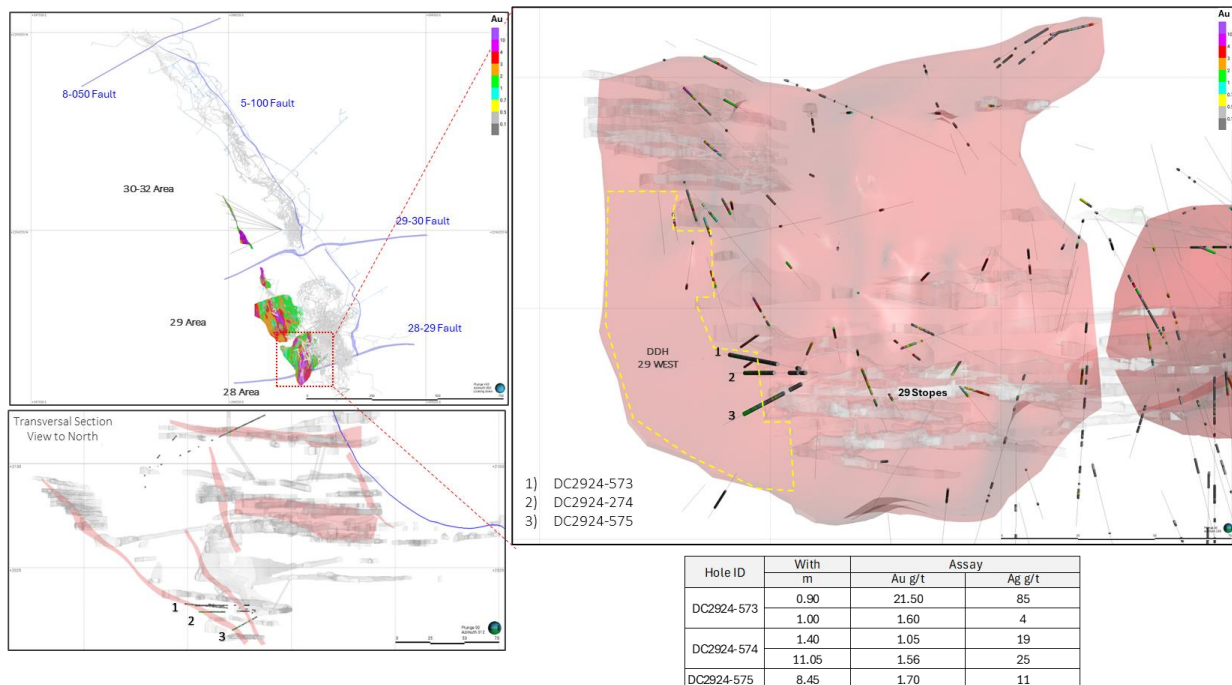 Au
8-050 Fault
5-100 Fault
30-32 Area
29-30 Fault
29 Area
28-29 Fault
28 Area
Transversal Section
View to North
1
2
3
Au
DDH
29 WEST
1
2
3
29 Stopes
1) DC2924-573
2) DC2924-274
3) DC2924-575
Hole ID With Assay
m Au g/t Ag g/t
DC2924-573 0.90 21.50 85
1.00 1.60 4
DC2924-574 1.40 1.05 19
11.05 1.56 25
DC2924-575 8.45 1.70 11